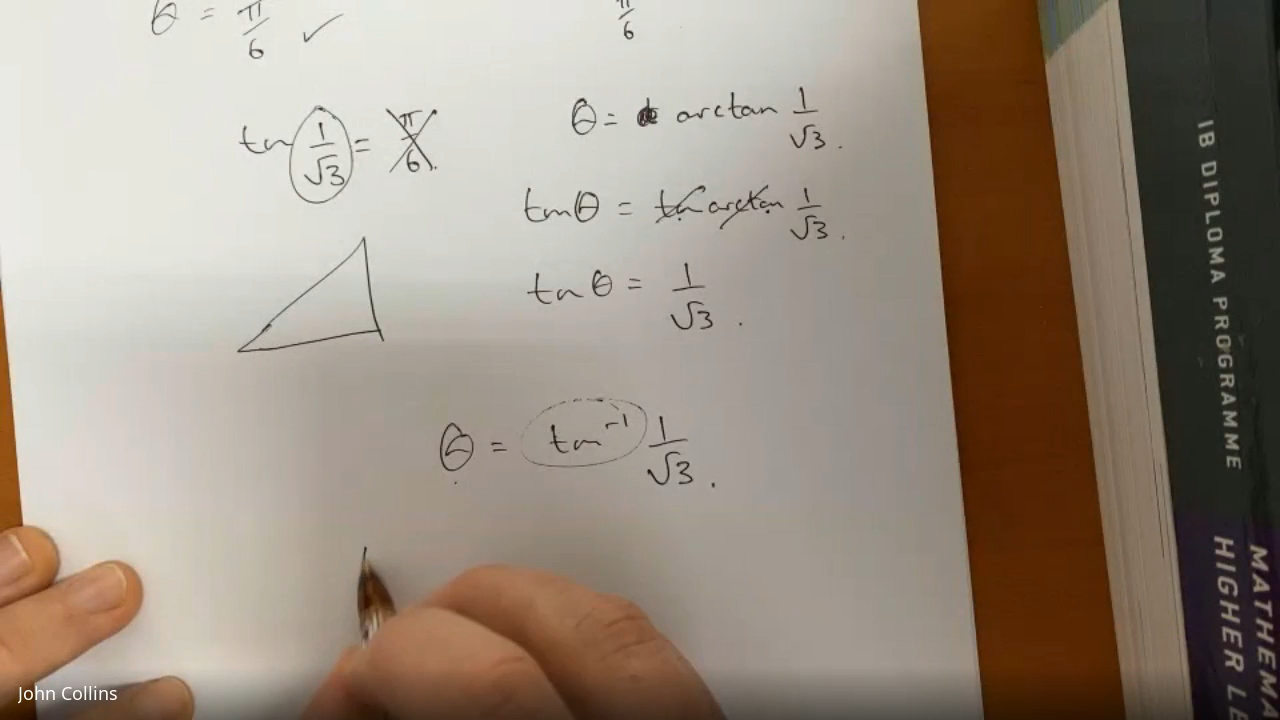 θ = π/6 ✓
π/6
tan 1/√3 = π/6.
θ = arctan 1/√3.
tanθ = tan arctan 1/√3.
tan θ = 1/√3.
θ = tan⁻¹ 1/√3.
IB DIPLOMA PROGRAMME
MATHEMA
HIGHER LE
John Collins